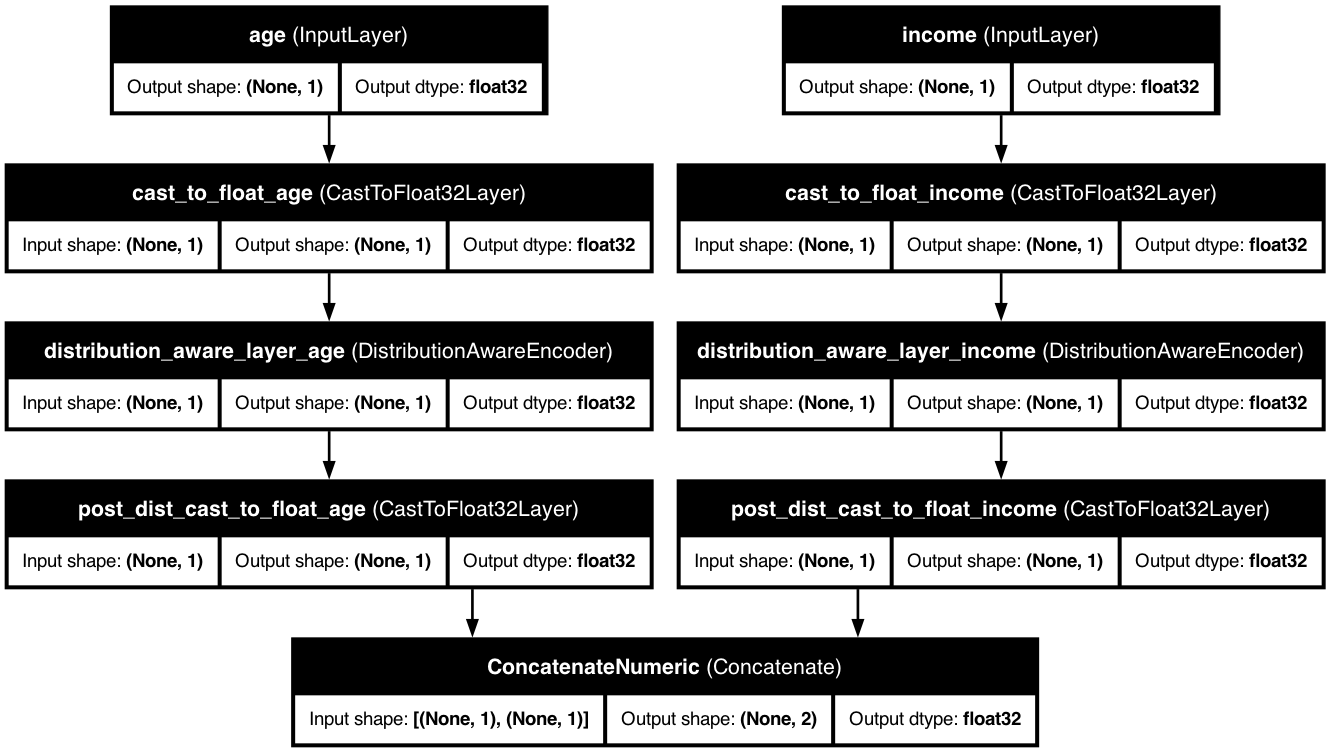 age (InputLayer)
Output shape: (None, 1) Output dtype: float32
income (InputLayer)
Output shape: (None, 1) Output dtype: float32
cast_to_float_age (CastToFloat32Layer)
Input shape: (None, 1) Output shape: (None, 1) Output dtype: float32
cast_to_float_income (CastToFloat32Layer)
Input shape: (None, 1) Output shape: (None, 1) Output dtype: float32
distribution_aware_layer_age (DistributionAwareEncoder)
Input shape: (None, 1) Output shape: (None, 1) Output dtype: float32
distribution_aware_layer_income (DistributionAwareEncoder)
Input shape: (None, 1) Output shape: (None, 1) Output dtype: float32
post_dist_cast_to_float_age (CastToFloat32Layer)
Input shape: (None, 1) Output shape: (None, 1) Output dtype: float32
post_dist_cast_to_float_income (CastToFloat32Layer)
Input shape: (None, 1) Output shape: (None, 1) Output dtype: float32
ConcatenateNumeric (Concatenate)
Input shape: [(None, 1), (None, 1)] Output shape: (None, 2) Output dtype: float32